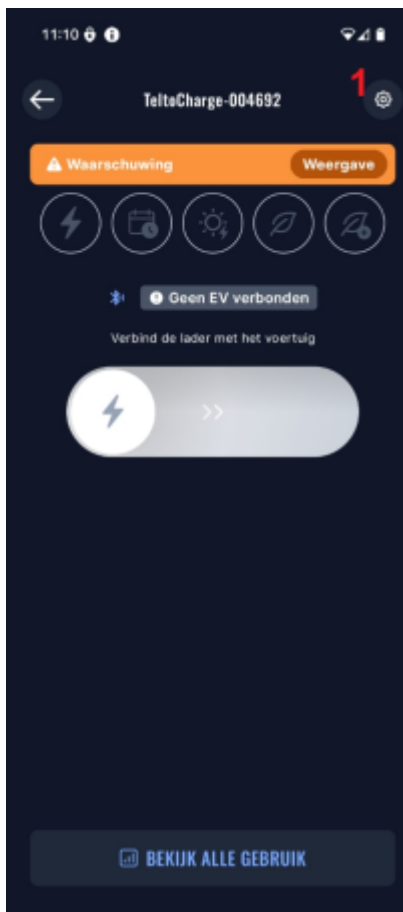 11:10
TeltoCharge-004692
1
Waarschuwing Weergave
Geen EV verbonden
Verbind de lader met het voertuig
BEKIJK ALLE GEBRUIK